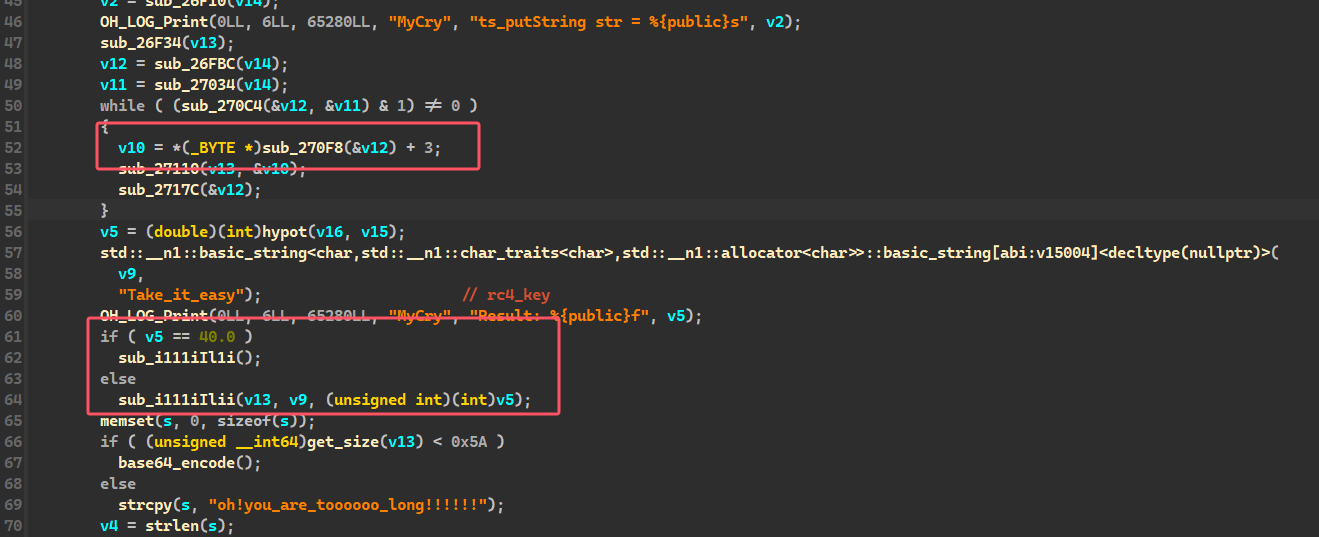 45 v2 = sub_26F10(v14);
46 OH_LOG_Print(0LL, 6LL, 65280LL, "MyCry", "ts_putString str = %{public}s", v2);
47 sub_26F34(v13);
48 v12 = sub_26FBC(v14);
49 v11 = sub_27034(v14);
50 while ( (sub_270C4(&v12, &v11) & 1) ≠ 0 )
51 {
52 v10 = *(_BYTE *)sub_270F8(&v12) + 3;
53 sub_27110(v13, &v10);
54 sub_2717C(&v12);
55 }
56 v5 = (double)(int)hypot(v16, v15);
57 std::__n1::basic_string<char,std::__n1::char_traits<char>,std::__n1::allocator<char>>::basic_string[abi:v15004]<decltype(nullptr)>(
58 v9,
59 "Take_it_easy"); // rc4_key
60 OH_LOG_Print(0LL, 6LL, 65280LL, "MyCry", "Result: %{public}f", v5);
61 if ( v5 == 40.0 )
62 sub_i111iIl1i();
63 else
64 sub_i111iIlii(v13, v9, (unsigned int)(int)v5);
65 memset(s, 0, sizeof(s));
66 if ( (unsigned __int64)get_size(v13) < 0x5A )
67 base64_encode();
68 else
69 strcpy(s, "oh!you_are_toooooo_long!!!!!!");
70 v4 = strlen(s);